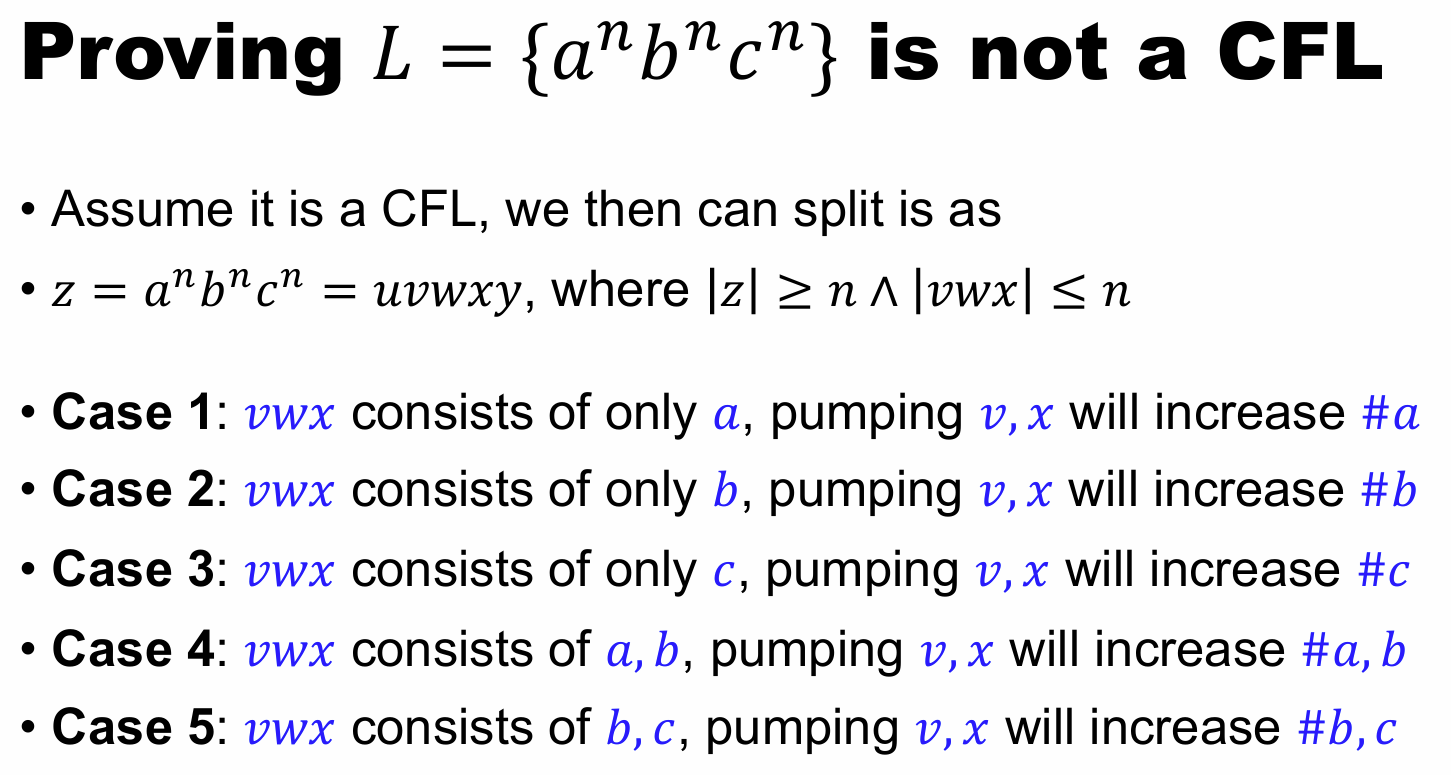 Proving L = {aⁿbⁿcⁿ} is not a CFL
• Assume it is a CFL, we then can split is as
• z = aⁿbⁿcⁿ = uvwxy, where |z| ≥ n ∧ |vwx| ≤ n
• Case 1: vwx consists of only a, pumping v, x will increase #a
• Case 2: vwx consists of only b, pumping v, x will increase #b
• Case 3: vwx consists of only c, pumping v, x will increase #c
• Case 4: vwx consists of a, b, pumping v, x will increase #a, b
• Case 5: vwx consists of b, c, pumping v, x will increase #b, c